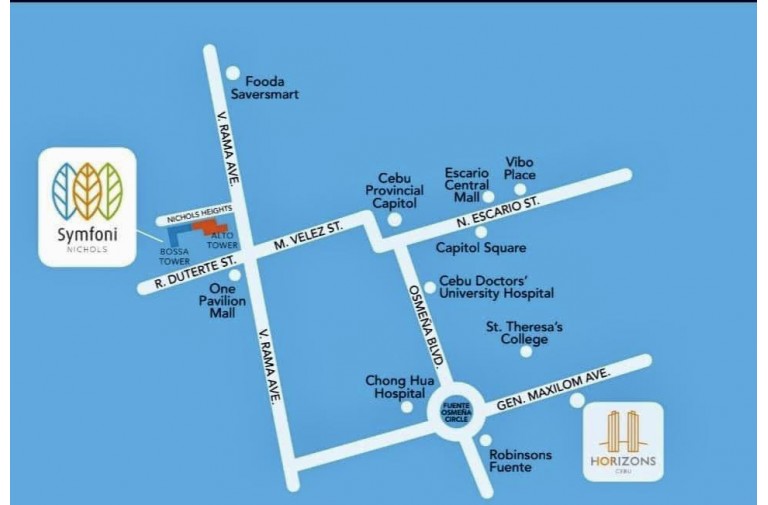 Fooda
Saversmart
V. RAMA AVE.
Symfoni
NICHOLS
NICHOLS HEIGHTS
ALTO
TOWER
BOSSA
TOWER
R. DUTERTE ST.
One
Pavilion
Mall
M. VELEZ ST.
Cebu
Provincial
Capitol
Escario
Central
Mall
Vibo
Place
N. ESCARIO ST.
Capitol Square
Cebu Doctors'
University Hospital
OSMEÑA BLVD.
St. Theresa's
College
V. RAMA AVE.
Chong Hua
Hospital
FUENTE
OSMEÑA
CIRCLE
GEN. MAXILOM AVE.
Robinsons
Fuente
HORIZONS
CEBU